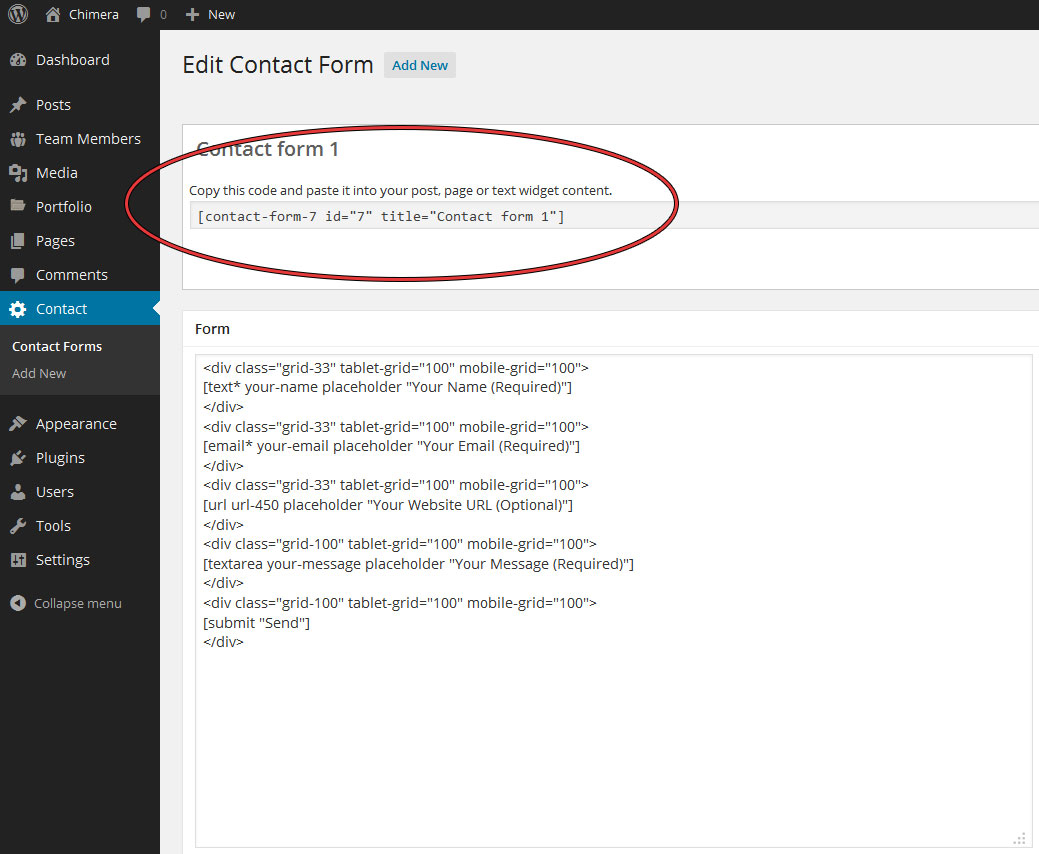 Chimera 0 New
Dashboard
Posts
Team Members
Media
Portfolio
Pages
Comments
Contact
Contact Forms
Add New
Appearance
Plugins
Users
Tools
Settings
Collapse menu
Edit Contact Form Add New
Contact form 1
Copy this code and paste it into your post, page or text widget content.
[contact-form-7 id="7" title="Contact form 1"]
Form
<div class="grid-33" tablet-grid="100" mobile-grid="100">
[text* your-name placeholder "Your Name (Required)"]
</div>
<div class="grid-33" tablet-grid="100" mobile-grid="100">
[email* your-email placeholder "Your Email (Required)"]
</div>
<div class="grid-33" tablet-grid="100" mobile-grid="100">
[url url-450 placeholder "Your Website URL (Optional)"]
</div>
<div class="grid-100" tablet-grid="100" mobile-grid="100">
[textarea your-message placeholder "Your Message (Required)"]
</div>
<div class="grid-100" tablet-grid="100" mobile-grid="100">
[submit "Send"]
</div>